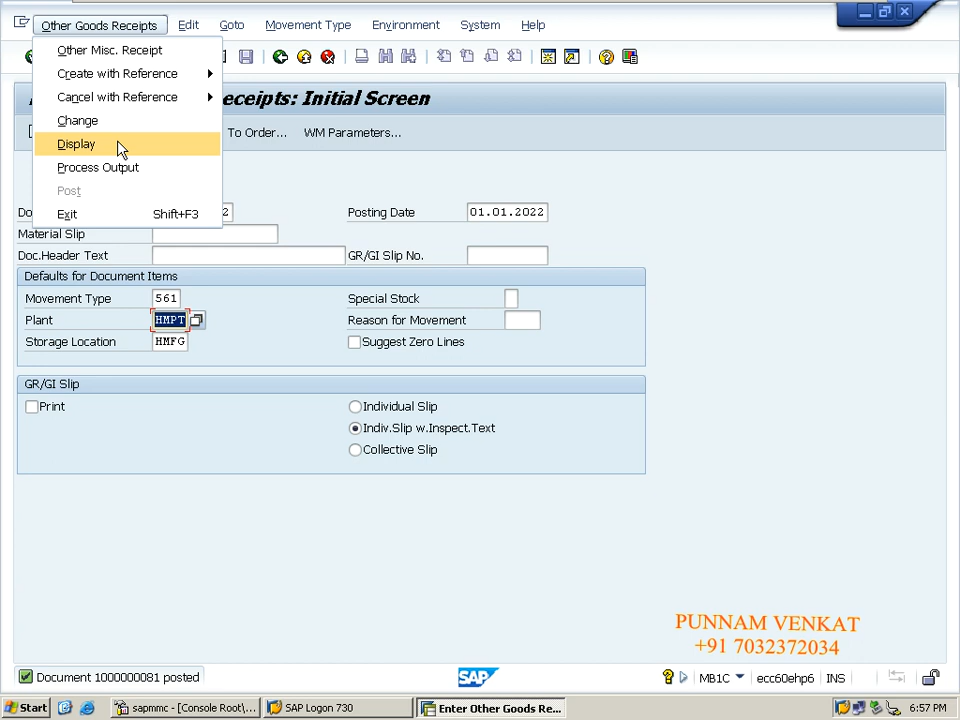 Other Goods Receipts Edit Goto Movement Type Environment System Help
Other Misc. Receipt
Create with Reference
Cancel with Reference
Change
Display
Process Output
Post
Exit Shift+F3
eceipts: Initial Screen
To Order... WM Parameters...
Do 2 Posting Date 01.01.2022
Material Slip
Doc.Header Text GR/GI Slip No.
Defaults for Document Items
Movement Type 561 Special Stock
Plant HMPT Reason for Movement
Storage Location HMFG Suggest Zero Lines
GR/GI Slip
Print Individual Slip
Indiv.Slip w.Inspect.Text
Collective Slip
PUNNAM VENKAT
+91 7032372034
Document 1000000081 posted SAP MB1C ecc60ehp6 INS
Start sapmmc - [Console Root\... SAP Logon 730 Enter Other Goods Re... 6:57 PM